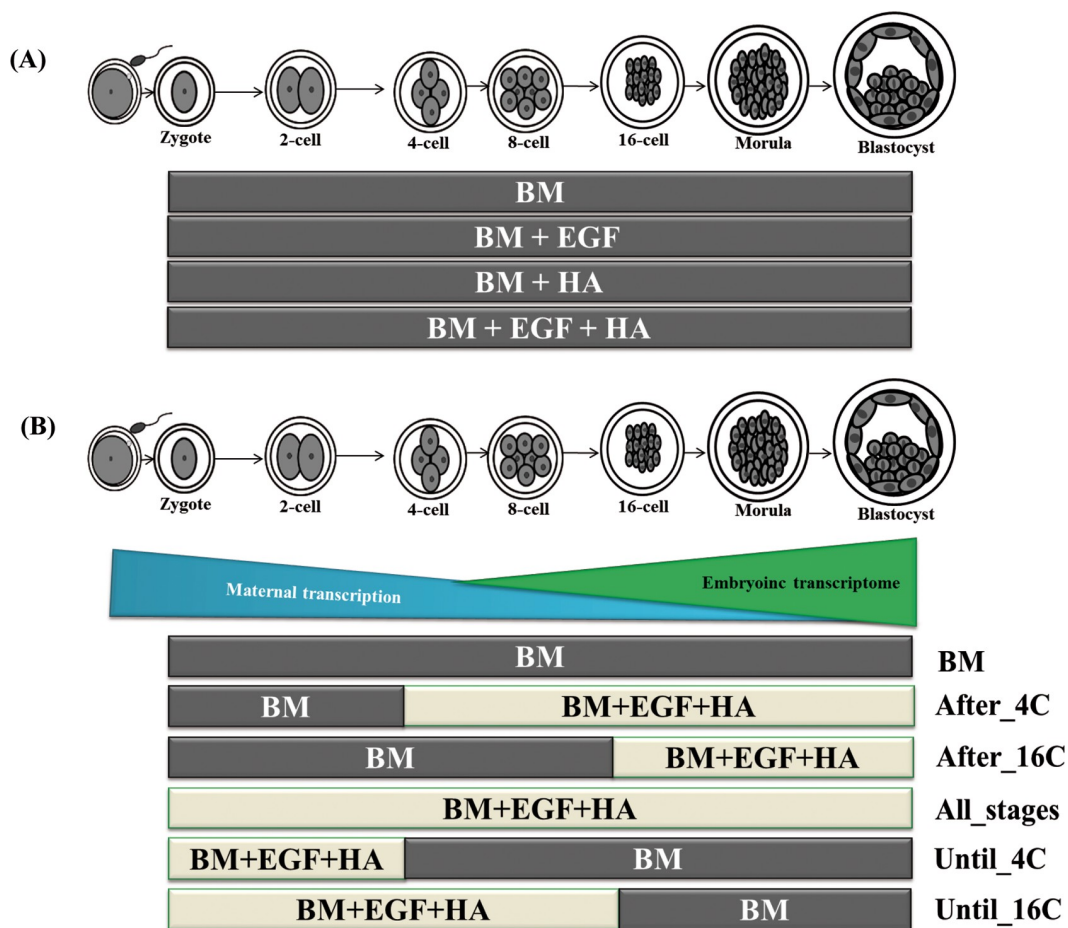 (A)
Zygote
2-cell
4-cell
8-cell
16-cell
Morula
Blastocyst
BM
BM + EGF
BM + HA
BM + EGF + HA
(B)
Zygote
2-cell
4-cell
8-cell
16-cell
Morula
Blastocyst
Maternal transcription
Embryoinc transcriptome
BM BM
BM BM+EGF+HA After_4C
BM BM+EGF+HA After_16C
BM+EGF+HA All_stages
BM+EGF+HA BM Until_4C
BM+EGF+HA BM Until_16C